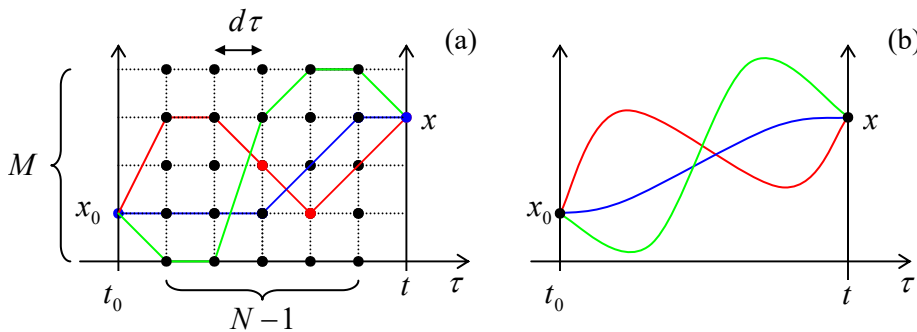 dτ
(a)
(b)
M
x
x
x₀
x₀
t₀
t
τ
t₀
t
τ
N − 1